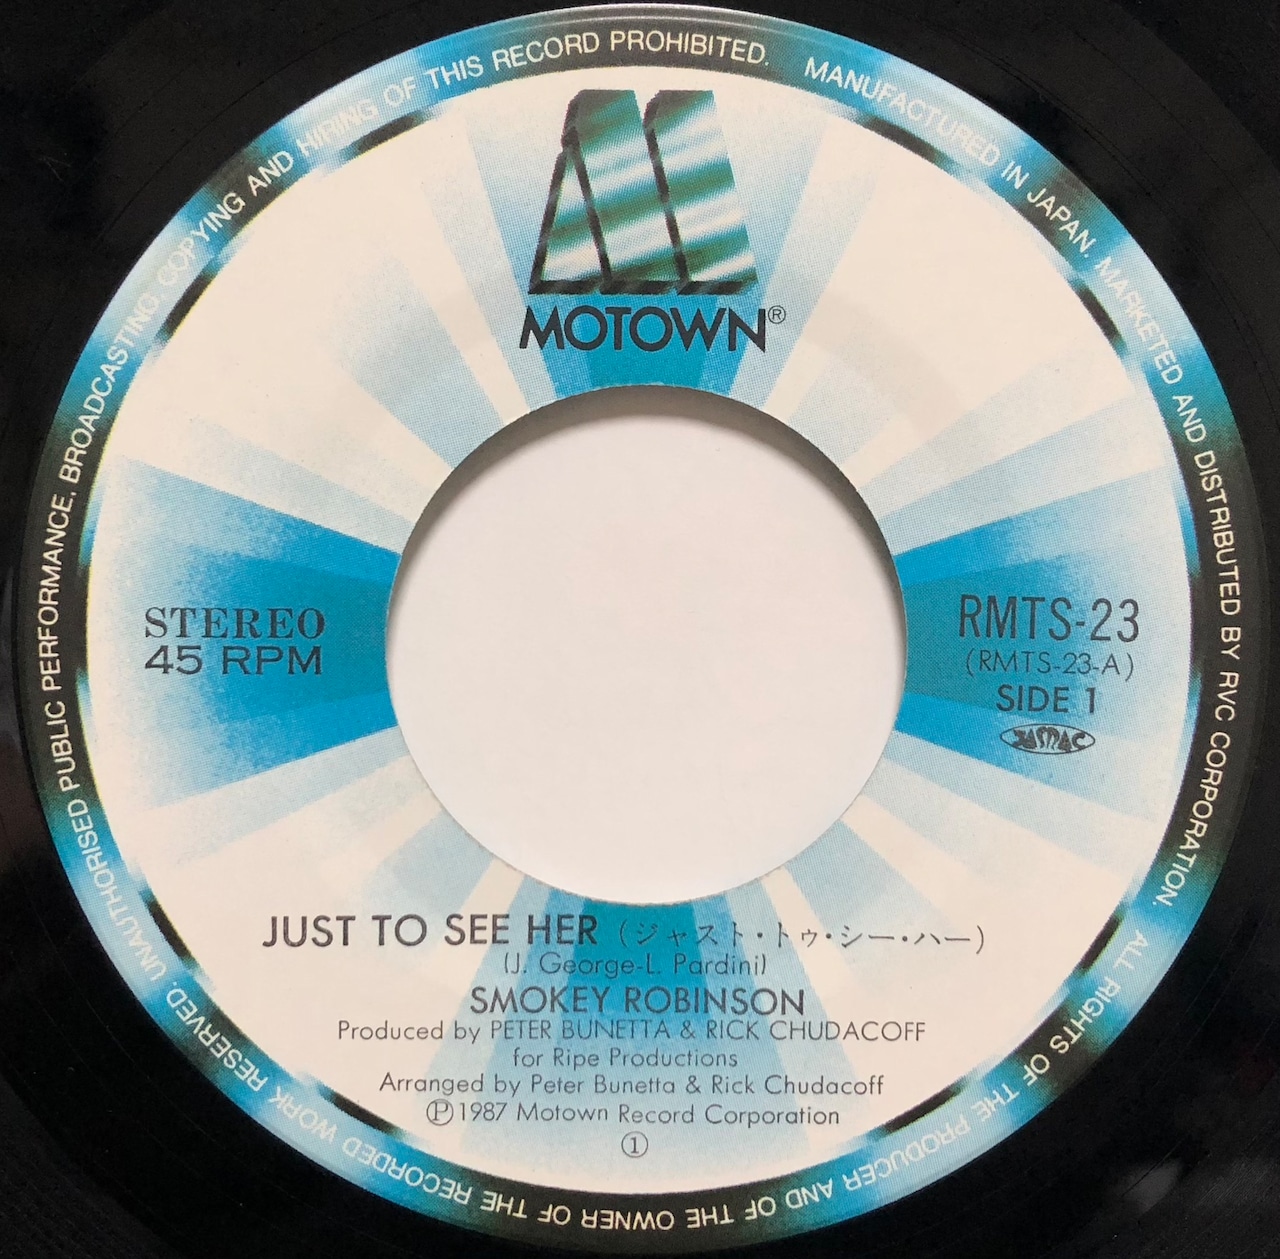 MOTOWN®
STEREO
45 RPM
RMTS-23
(RMTS-23-A)
SIDE 1
JASRAC
JUST TO SEE HER (ジャスト・トゥ・シー・ハー)
(J. George-L. Pardini)
SMOKEY ROBINSON
Produced by PETER BUNETTA & RICK CHUDACOFF
for Ripe Productions
Arranged by Peter Bunetta & Rick Chudacoff
Ⓟ1987 Motown Record Corporation
①
MANUFACTURED IN JAPAN. MARKETED AND DISTRIBUTED BY RVC CORPORATION. ALL RIGHTS OF THE PRODUCER AND OF THE OWNER OF THE RECORDED WORK RESERVED. UNAUTHORISED PUBLIC PERFORMANCE, BROADCASTING, COPYING AND HIRING OF THIS RECORD PROHIBITED.